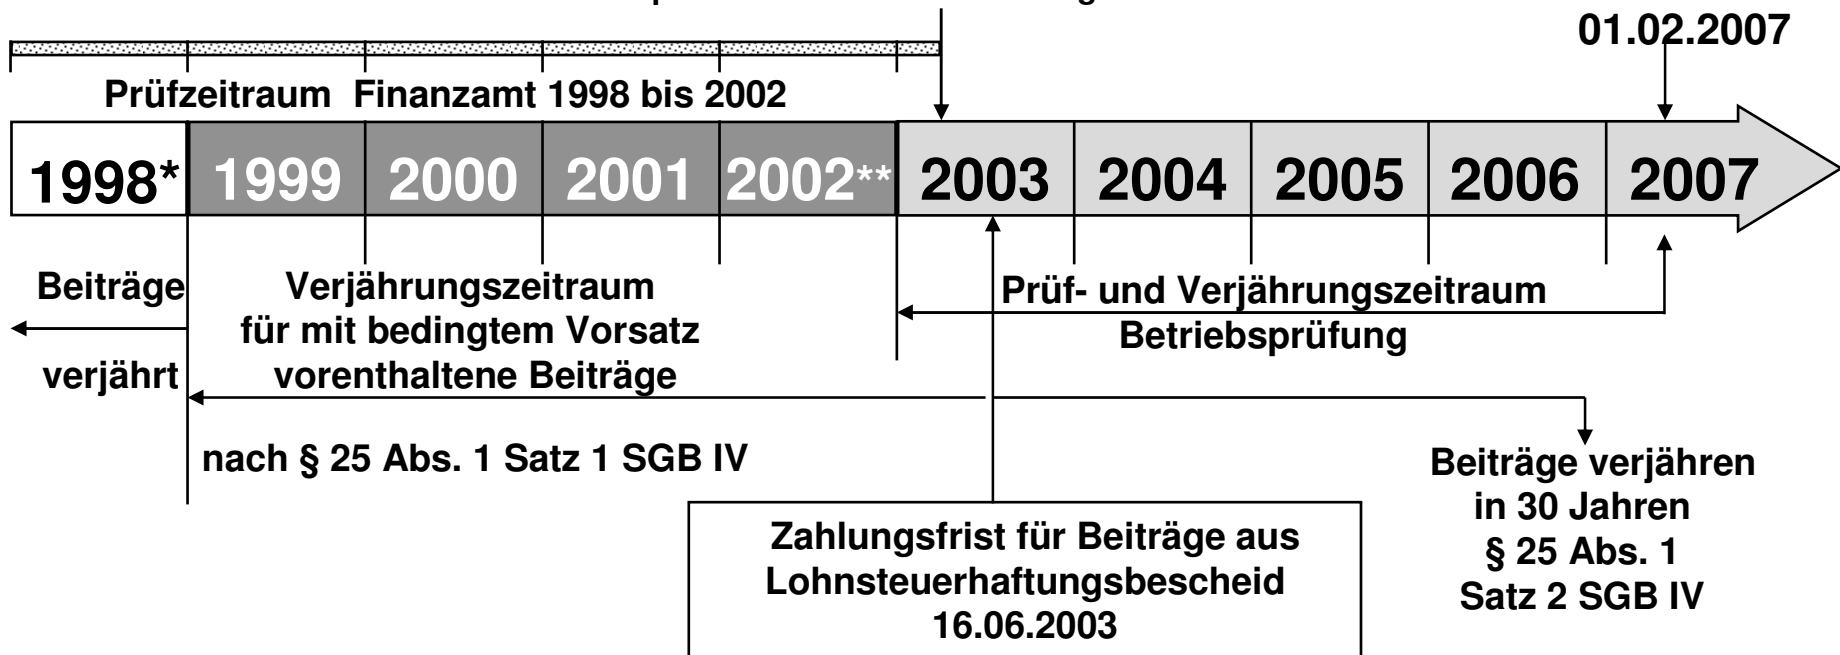 01.02.2007
Prüfzeitraum Finanzamt 1998 bis 2002
1998* 1999 2000 2001 2002** 2003 2004 2005 2006 2007
Beiträge
verjährt
Verjährungszeitraum
für mit bedingtem Vorsatz
vorenthaltene Beiträge
nach § 25 Abs. 1 Satz 1 SGB IV
Prüf- und Verjährungszeitraum
Betriebsprüfung
Zahlungsfrist für Beiträge aus
Lohnsteuerhaftungsbescheid
16.06.2003
Beiträge verjähren
in 30 Jahren
§ 25 Abs. 1
Satz 2 SGB IV